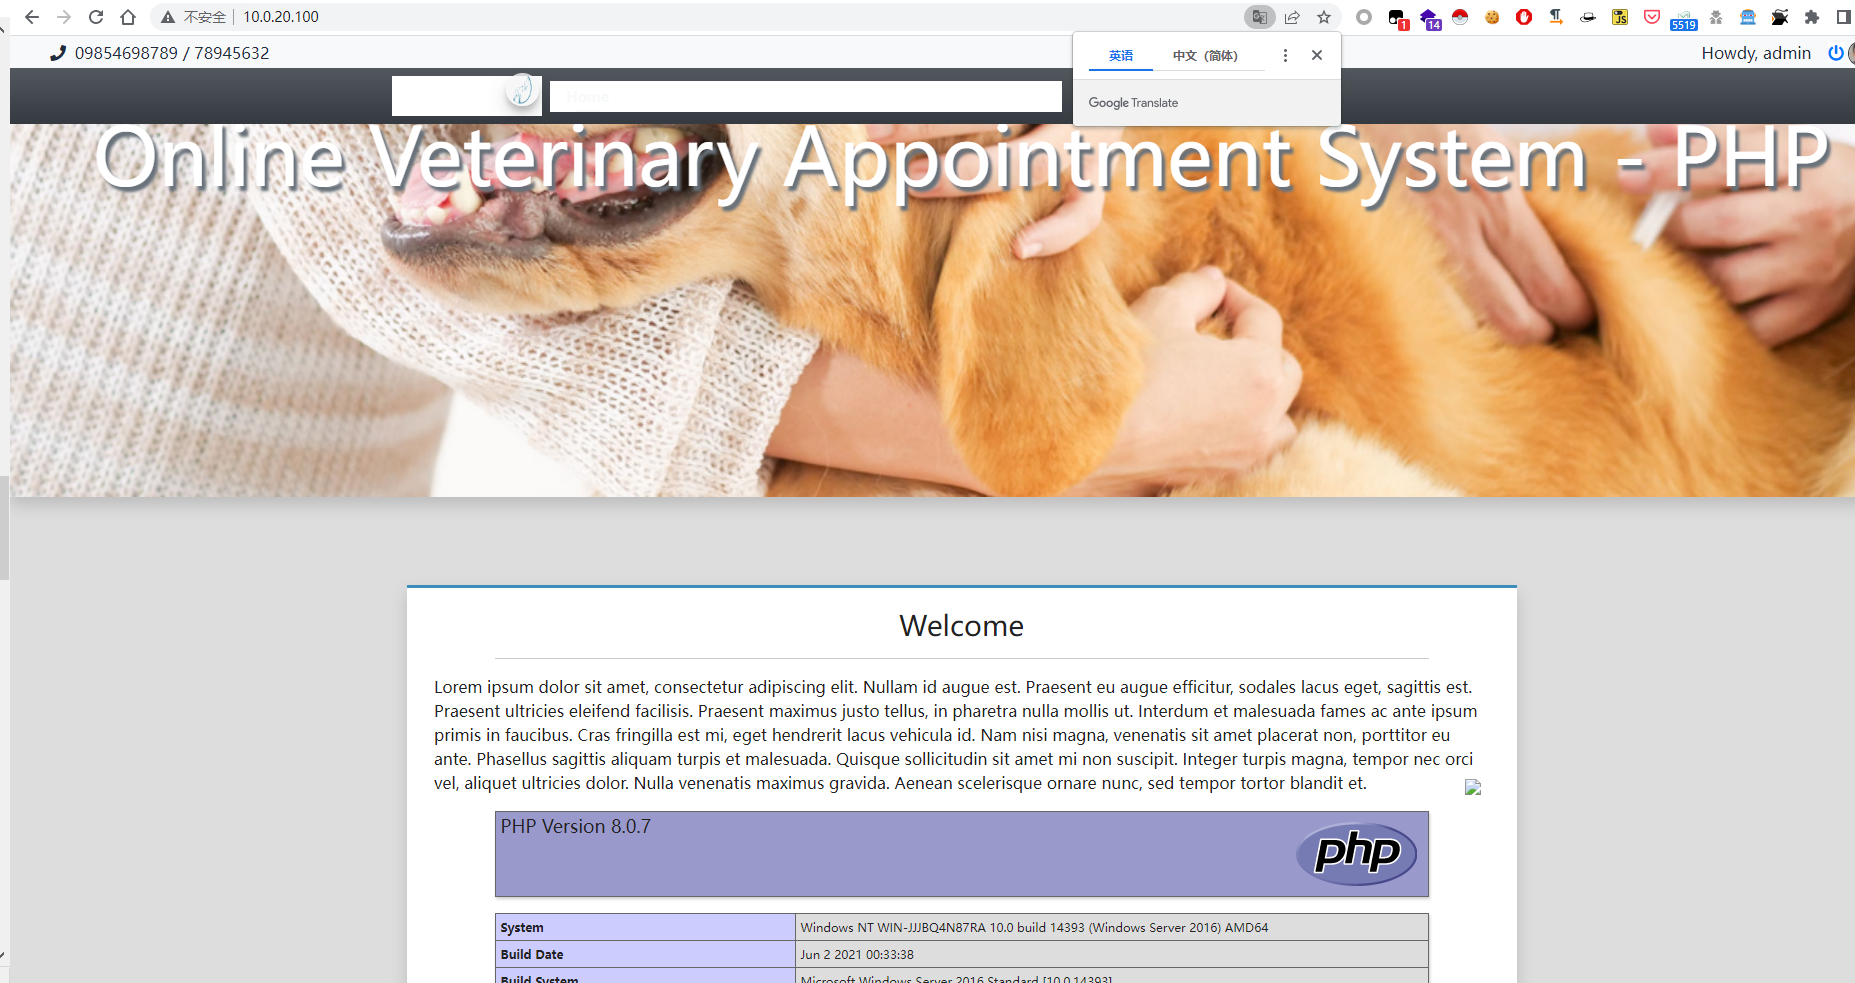 不安全 10.0.20.100
1
14
JS
5519
09854698789 / 78945632
英语 中文（简体）
Howdy, admin
Home
Google Translate
Online Veterinary Appointment System - PHP
Welcome
Lorem ipsum dolor sit amet, consectetur adipiscing elit. Nullam id augue est. Praesent eu augue efficitur, sodales lacus eget, sagittis est.
Praesent ultricies eleifend facilisis. Praesent maximus justo tellus, in pharetra nulla mollis ut. Interdum et malesuada fames ac ante ipsum
primis in faucibus. Cras fringilla est mi, eget hendrerit lacus vehicula id. Nam nisi magna, venenatis sit amet placerat non, porttitor eu
ante. Phasellus sagittis aliquam turpis et malesuada. Quisque sollicitudin sit amet mi non suscipit. Integer turpis magna, tempor nec orci
vel, aliquet ultricies dolor. Nulla venenatis maximus gravida. Aenean scelerisque ornare nunc, sed tempor tortor blandit et.
PHP Version 8.0.7
php
System Windows NT WIN-JJJBQ4N87RA 10.0 build 14393 (Windows Server 2016) AMD64
Build Date Jun 2 2021 00:33:38
Build System Microsoft Windows Server 2016 Standard [10.0.14393]